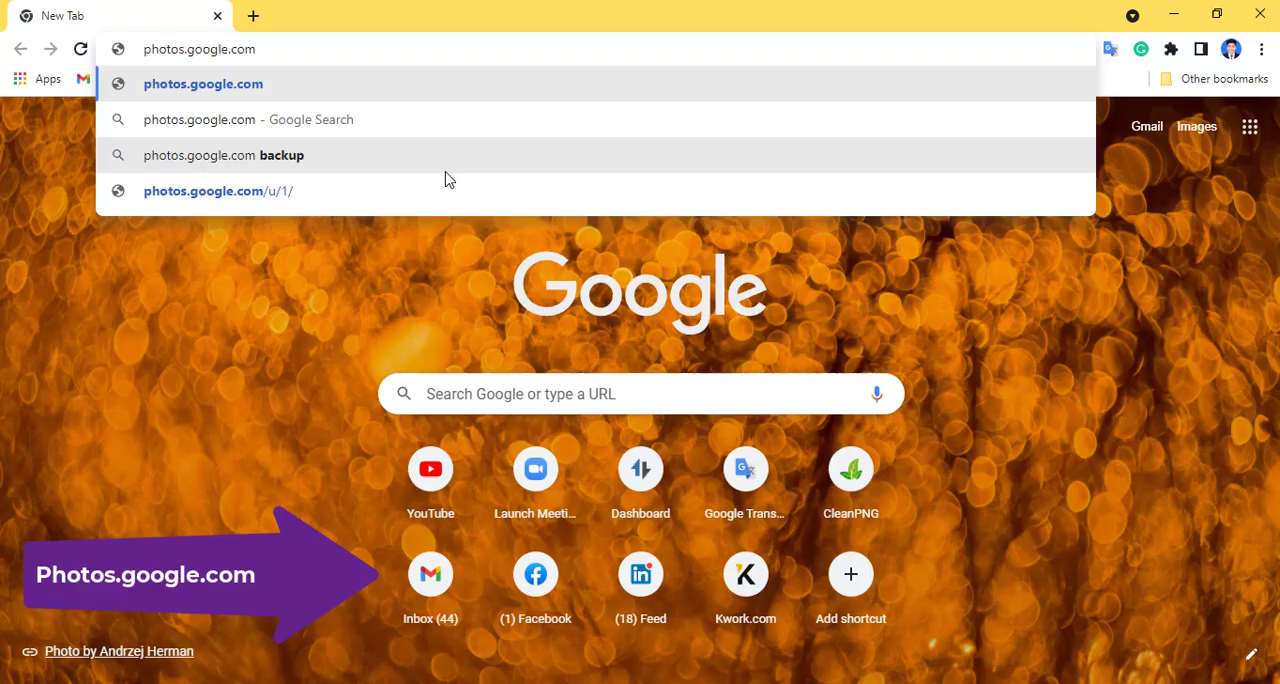 New Tab
photos.google.com
Apps
Other bookmarks
photos.google.com
photos.google.com - Google Search
photos.google.com backup
photos.google.com/u/1/
Gmail
Images
Google
Search Google or type a URL
YouTube
Launch Meeti...
Dashboard
Google Trans...
CleanPNG
Photos.google.com
Inbox (44)
(1) Facebook
(18) Feed
Kwork.com
Add shortcut
Photo by Andrzej Herman